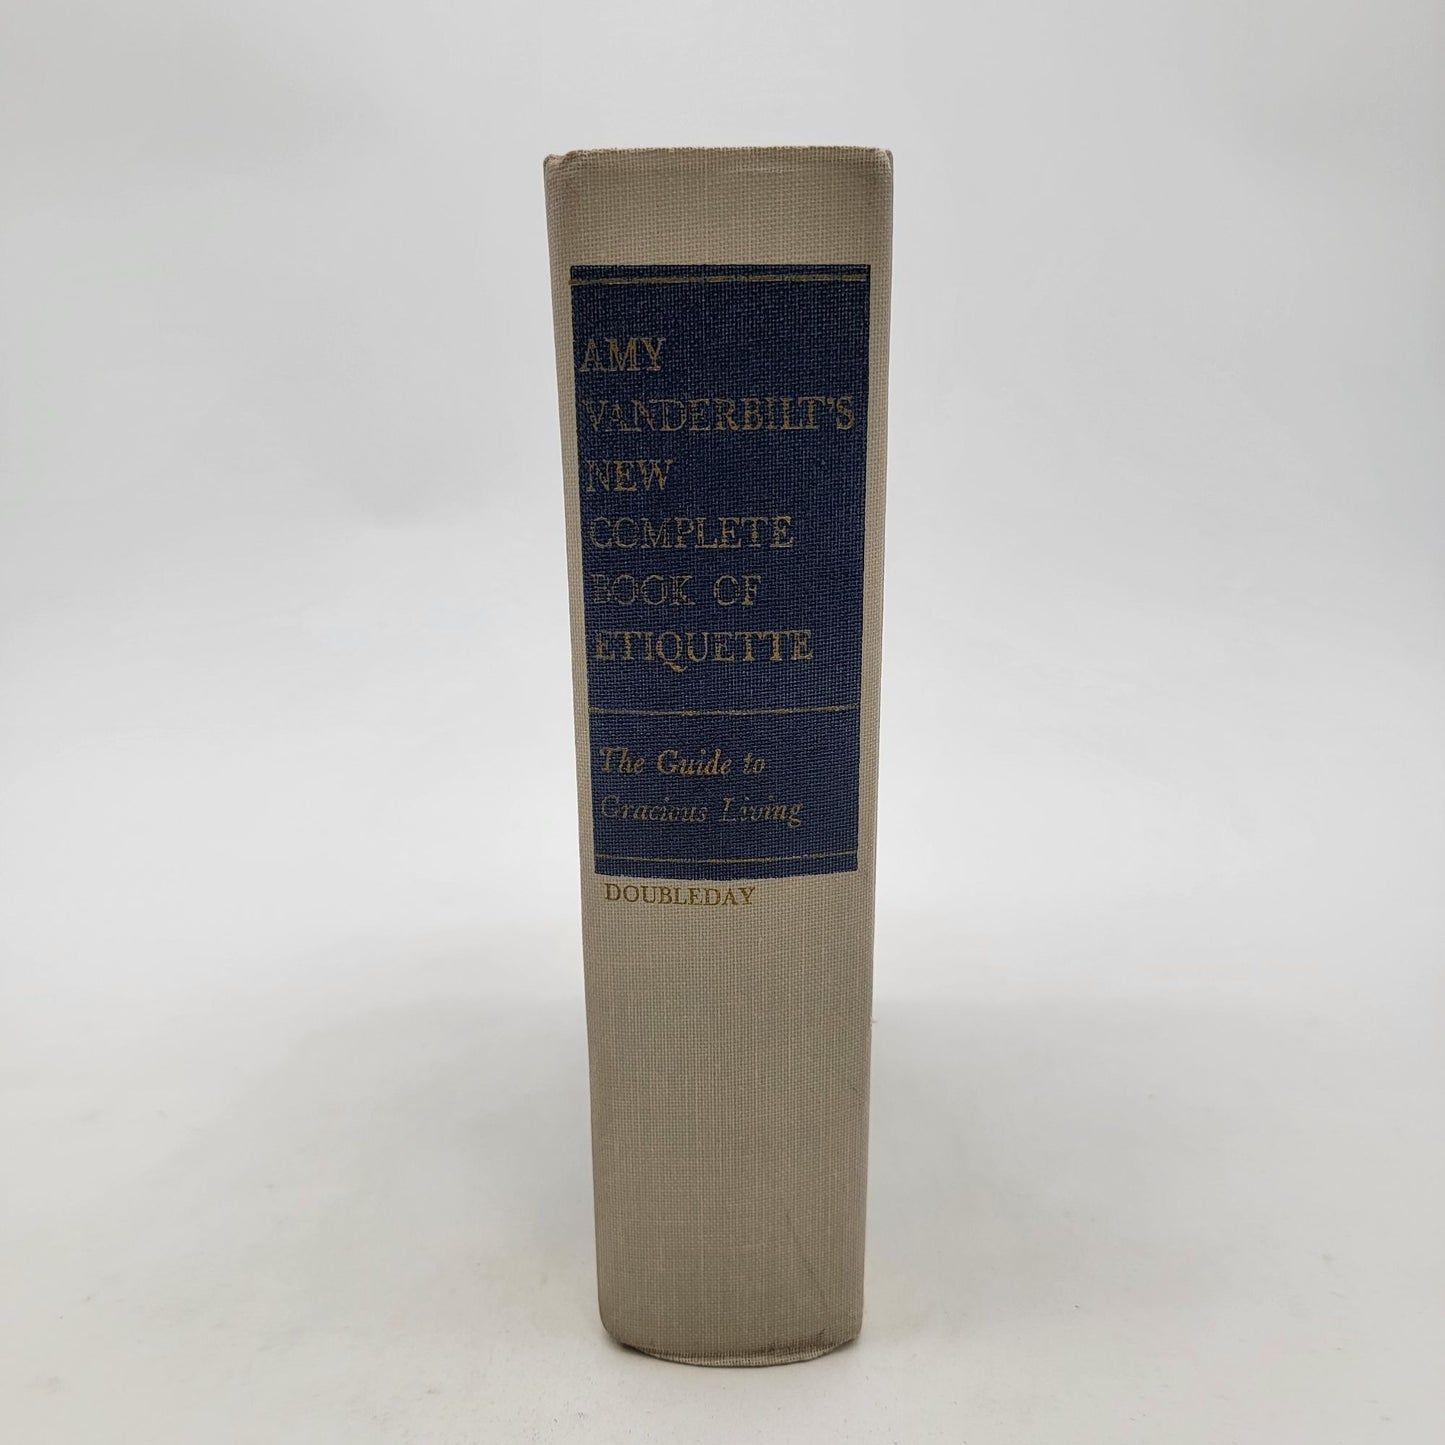 AMY
VANDERBILT'S
NEW
COMPLETE
BOOK OF
ETIQUETTE
The Guide to
Gracious Living
DOUBLEDAY